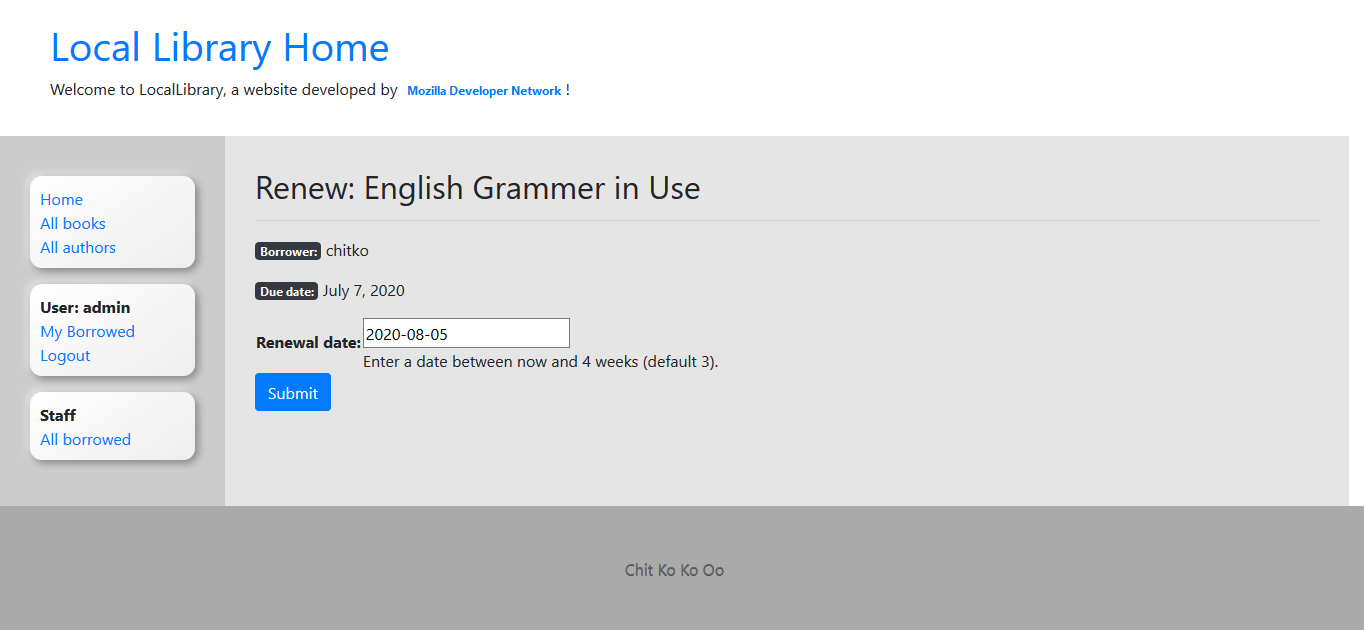 Local Library Home
Welcome to LocalLibrary, a website developed by Mozilla Developer Network !
Home
All books
All authors
User: admin
My Borrowed
Logout
Staff
All borrowed
Renew: English Grammer in Use
Borrower: chitko
Due date: July 7, 2020
Renewal date: 2020-08-05
Enter a date between now and 4 weeks (default 3).
Submit
Chit Ko Ko Oo